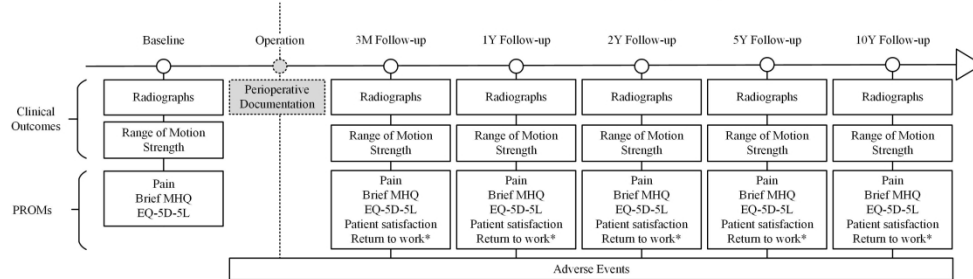 Baseline
Operation
3M Follow-up
1Y Follow-up
2Y Follow-up
5Y Follow-up
10Y Follow-up
Clinical
Outcomes
Radiographs
Perioperative
Documentation
Radiographs
Radiographs
Radiographs
Radiographs
Radiographs
Range of Motion
Strength
Range of Motion
Strength
Range of Motion
Strength
Range of Motion
Strength
Range of Motion
Strength
Range of Motion
Strength
PROMs
Pain
Brief MHQ
EQ-5D-5L
Pain
Brief MHQ
EQ-5D-5L
Patient satisfaction
Return to work*
Pain
Brief MHQ
EQ-5D-5L
Patient satisfaction
Return to work*
Pain
Brief MHQ
EQ-5D-5L
Patient satisfaction
Return to work*
Pain
Brief MHQ
EQ-5D-5L
Patient satisfaction
Return to work*
Pain
Brief MHQ
EQ-5D-5L
Patient satisfaction
Return to work*
Adverse Events